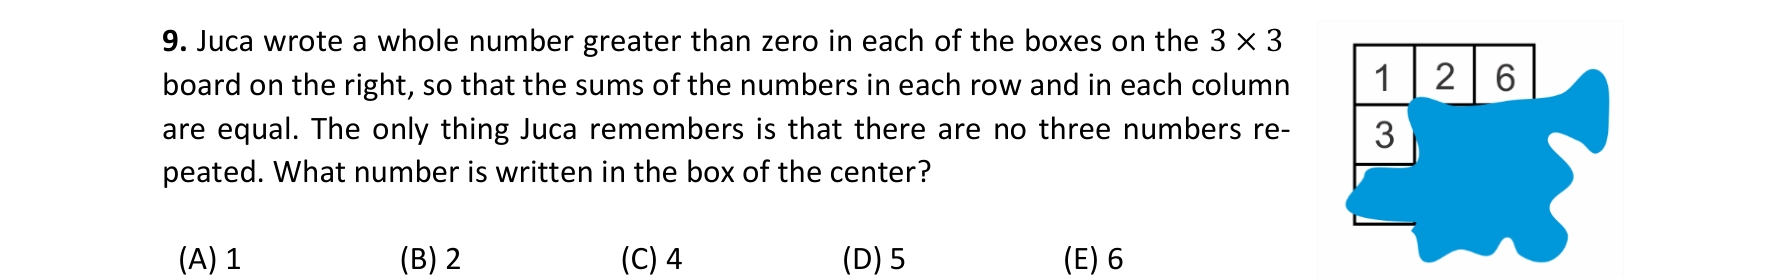 9. Juca wrote a whole number greater than zero in each of the boxes on the 3 × 3
board on the right, so that the sums of the numbers in each row and in each column
are equal. The only thing Juca remembers is that there are no three numbers re-
peated. What number is written in the box of the center?
(A) 1 (B) 2 (C) 4 (D) 5 (E) 6
1 2 6
3